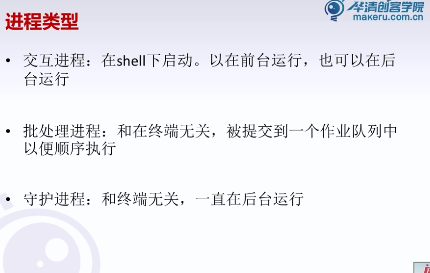 华清创客学院
makeru.com.cn
进程类型
• 交互进程：在shell下启动。以在前台运行，也可以在后
台运行
• 批处理进程：和在终端无关，被提交到一个作业队列中
以便顺序执行
• 守护进程：和终端无关，一直在后台运行